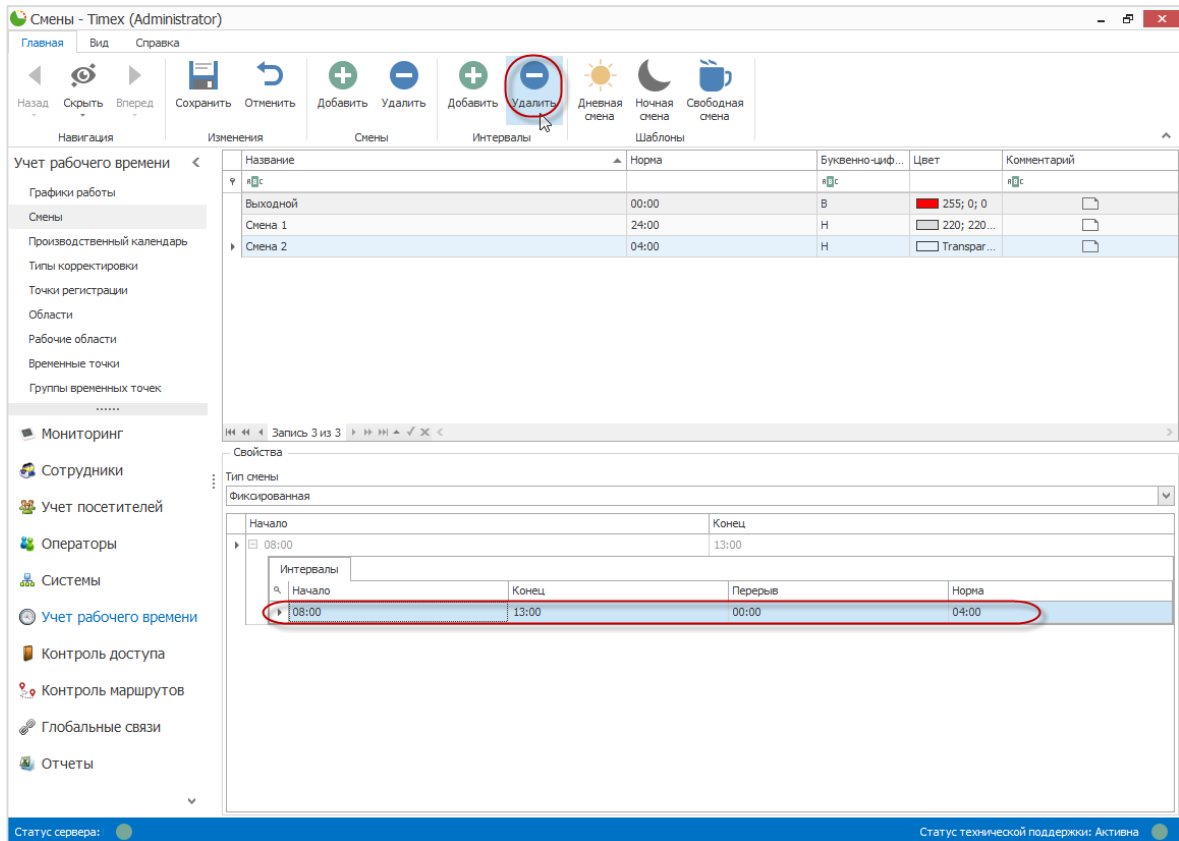 Смены - Timex (Administrator)
Главная Вид Справка
Назад Скрыть Вперед Сохранить Отменить Добавить Удалить Добавить Удалить Дневная смена Ночная смена Свободная смена
Навигация Изменения Смены Интервалы Шаблоны
Учет рабочего времени
Графики работы
Смены
Производственный календарь
Типы корректировки
Точки регистрации
Области
Рабочие области
Временные точки
Группы временных точек
Мониторинг
Сотрудники
Учет посетителей
Операторы
Системы
Учет рабочего времени
Контроль доступа
Контроль маршрутов
Глобальные связи
Отчеты
Название Норма Буквенно-циф... Цвет Комментарий
Выходной 00:00 В 255; 0; 0
Смена 1 24:00 Н 220; 220...
Смена 2 04:00 Н Transpar...
Запись 3 из 3
Свойства
Тип смены
Фиксированная
Начало Конец
08:00 13:00
Интервалы
Начало Конец Перерыв Норма
08:00 13:00 00:00 04:00
Статус сервера: Статус технической поддержки: Активна